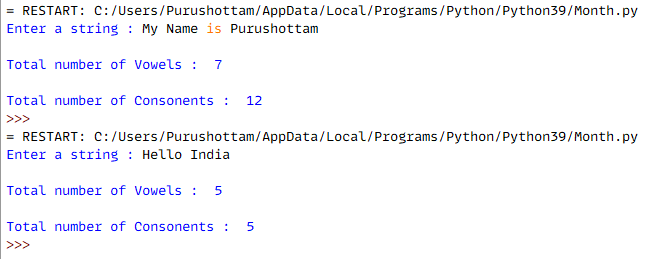 = RESTART: C:/Users/Purushottam/AppData/Local/Programs/Python/Python39/Month.py
Enter a string : My Name is Purushottam
Total number of Vowels :  7
Total number of Consonents :  12
>>>
= RESTART: C:/Users/Purushottam/AppData/Local/Programs/Python/Python39/Month.py
Enter a string : Hello India
Total number of Vowels :  5
Total number of Consonents :  5
>>>